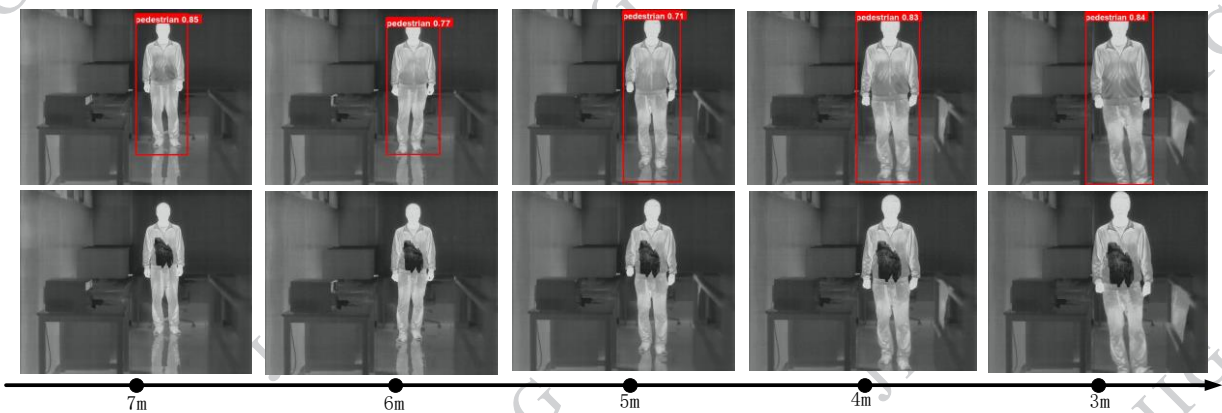 pedestrian 0.85
pedestrian 0.77
pedestrian 0.71
pedestrian 0.83
pedestrian 0.84
7m
6m
5m
4m
3m